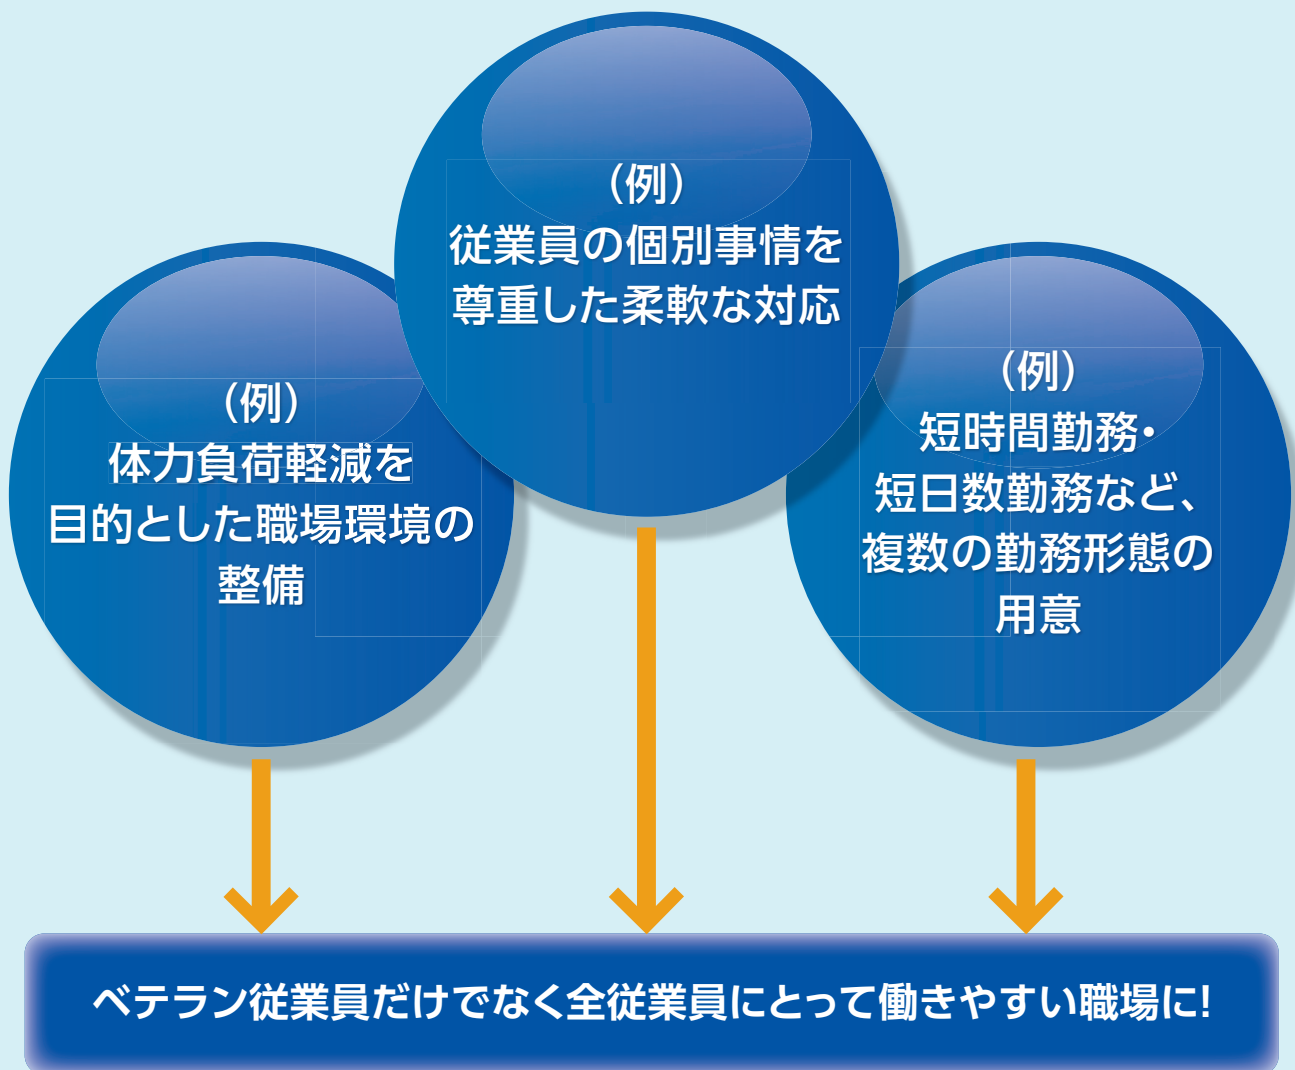 （例）
従業員の個別事情を
尊重した柔軟な対応
（例）
体力負荷軽減を
目的とした職場環境の
整備
（例）
短時間勤務・
短日数勤務など、
複数の勤務形態の
用意
ベテラン従業員だけでなく全従業員にとって働きやすい職場に!